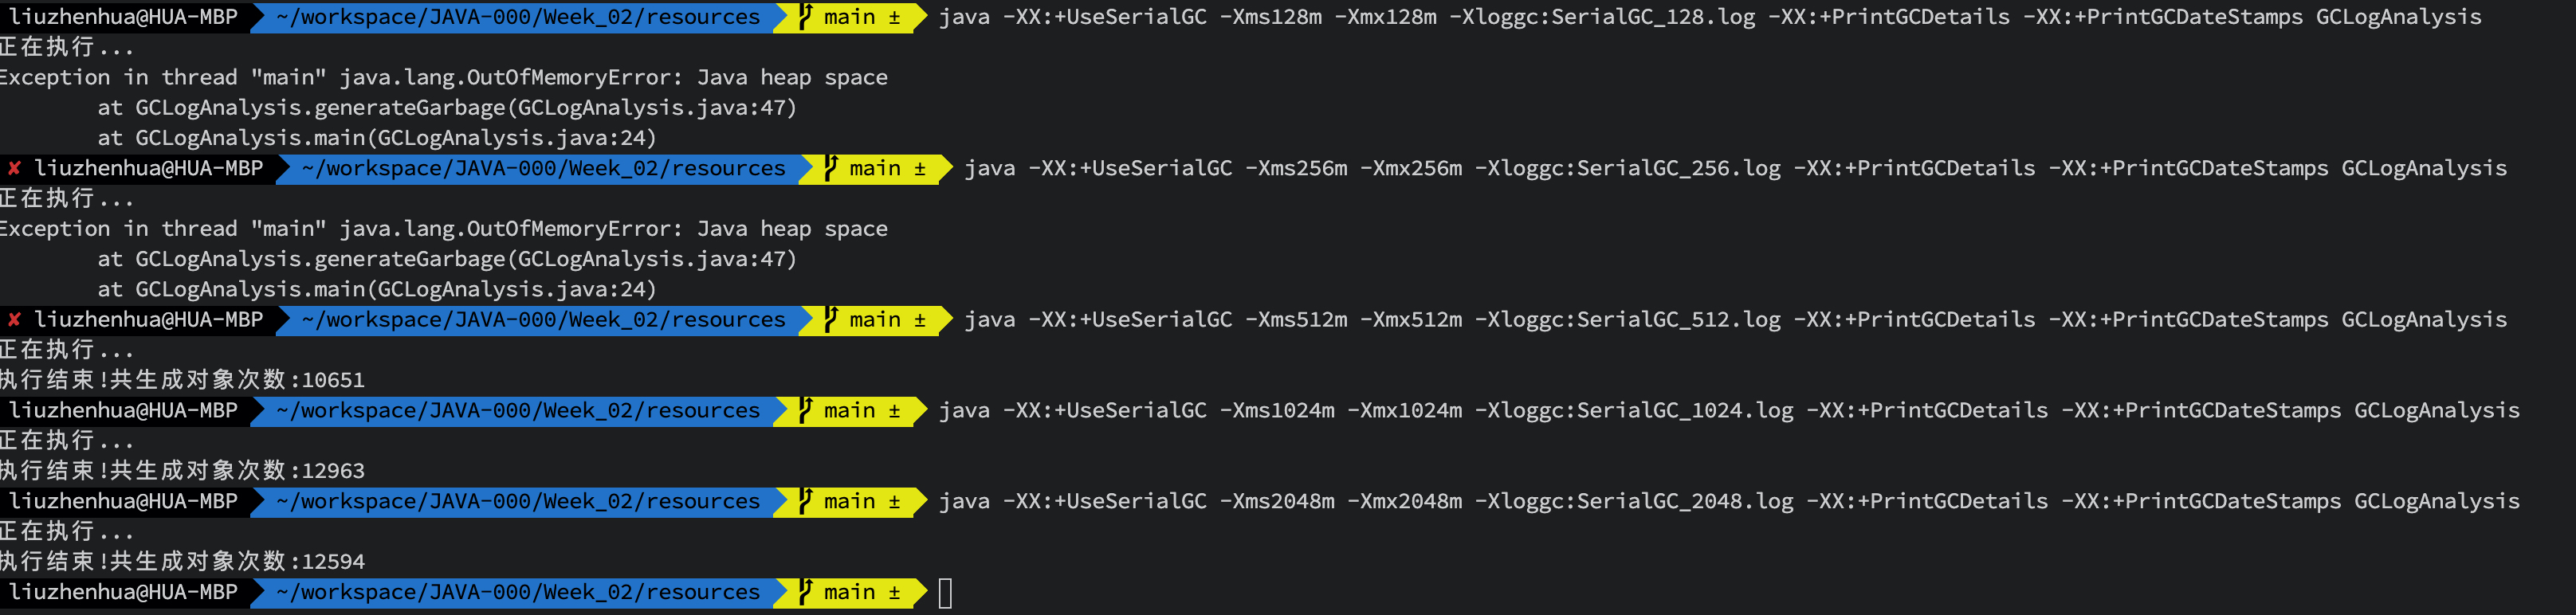 liuzhenhua@HUA-MBP ~/workspace/JAVA-000/Week_02/resources main ± java -XX:+UseSerialGC -Xms128m -Xmx128m -Xloggc:SerialGC_128.log -XX:+PrintGCDetails -XX:+PrintGCDateStamps GCLogAnalysis
正在执行...
Exception in thread "main" java.lang.OutOfMemoryError: Java heap space
at GCLogAnalysis.generateGarbage(GCLogAnalysis.java:47)
at GCLogAnalysis.main(GCLogAnalysis.java:24)
✘ liuzhenhua@HUA-MBP ~/workspace/JAVA-000/Week_02/resources main ± java -XX:+UseSerialGC -Xms256m -Xmx256m -Xloggc:SerialGC_256.log -XX:+PrintGCDetails -XX:+PrintGCDateStamps GCLogAnalysis
正在执行...
Exception in thread "main" java.lang.OutOfMemoryError: Java heap space
at GCLogAnalysis.generateGarbage(GCLogAnalysis.java:47)
at GCLogAnalysis.main(GCLogAnalysis.java:24)
✘ liuzhenhua@HUA-MBP ~/workspace/JAVA-000/Week_02/resources main ± java -XX:+UseSerialGC -Xms512m -Xmx512m -Xloggc:SerialGC_512.log -XX:+PrintGCDetails -XX:+PrintGCDateStamps GCLogAnalysis
正在执行...
执行结束!共生成对象次数:10651
liuzhenhua@HUA-MBP ~/workspace/JAVA-000/Week_02/resources main ± java -XX:+UseSerialGC -Xms1024m -Xmx1024m -Xloggc:SerialGC_1024.log -XX:+PrintGCDetails -XX:+PrintGCDateStamps GCLogAnalysis
正在执行...
执行结束!共生成对象次数:12963
liuzhenhua@HUA-MBP ~/workspace/JAVA-000/Week_02/resources main ± java -XX:+UseSerialGC -Xms2048m -Xmx2048m -Xloggc:SerialGC_2048.log -XX:+PrintGCDetails -XX:+PrintGCDateStamps GCLogAnalysis
正在执行...
执行结束!共生成对象次数:12594
liuzhenhua@HUA-MBP ~/workspace/JAVA-000/Week_02/resources main ±